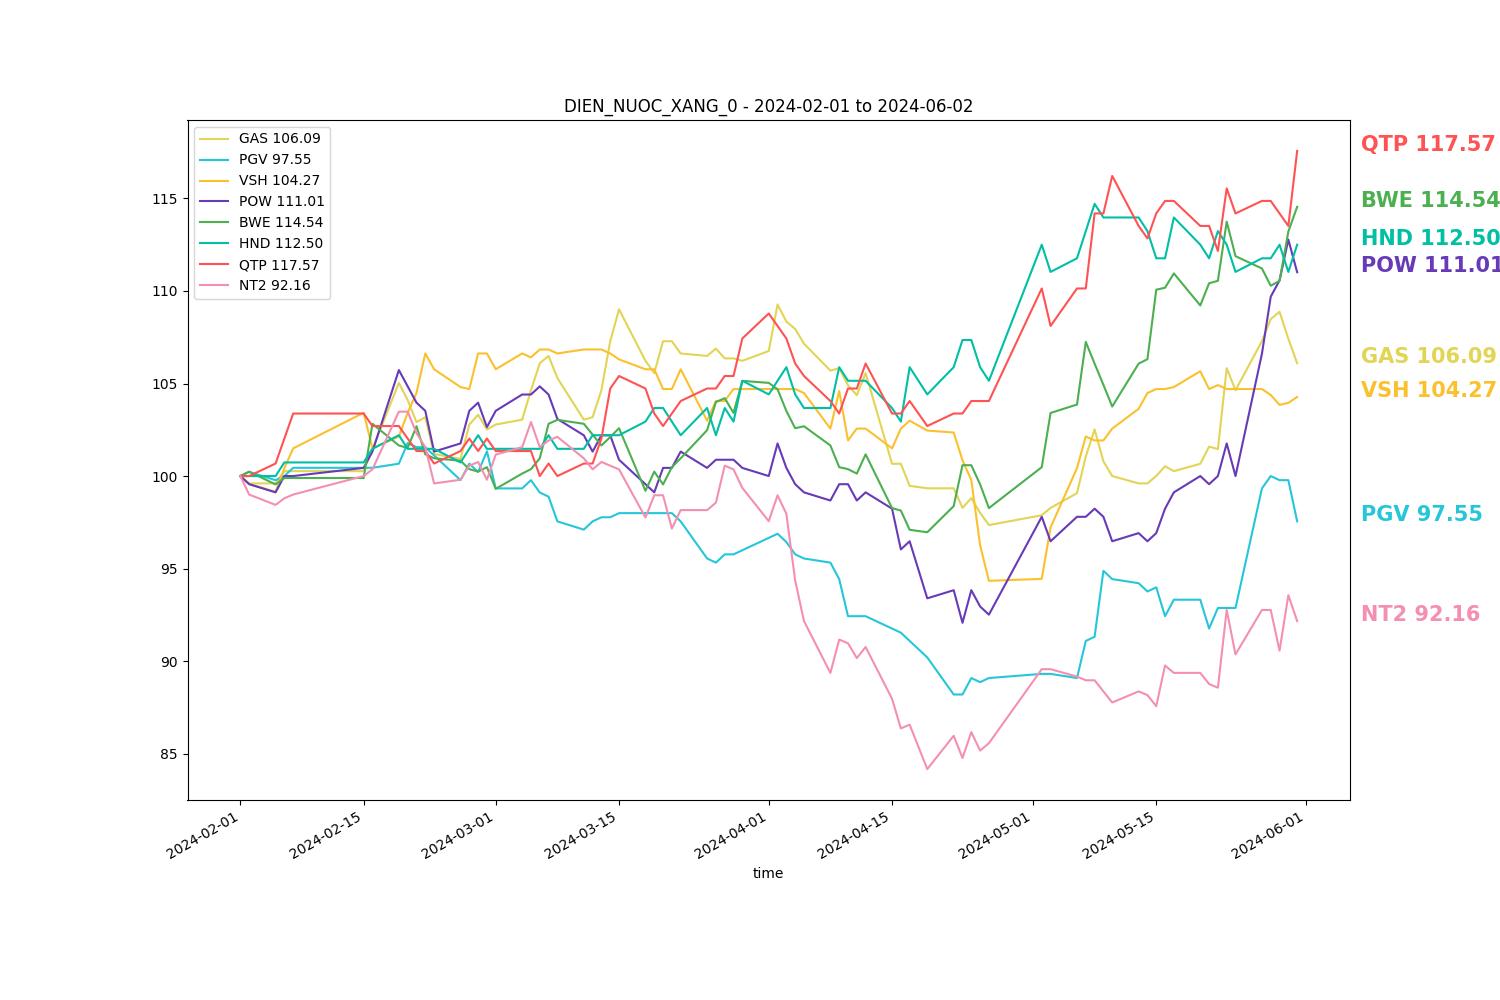 DIEN_NUOC_XANG_0 - 2024-02-01 to 2024-06-02
GAS 106.09
PGV 97.55
VSH 104.27
POW 111.01
BWE 114.54
HND 112.50
QTP 117.57
NT2 92.16
115
110
105
100
95
90
85
2024-02-01
2024-02-15
2024-03-01
2024-03-15
2024-04-01
2024-04-15
2024-05-01
2024-05-15
2024-06-01
time
QTP 117.57
BWE 114.54
HND 112.50
POW 111.01
GAS 106.09
VSH 104.27
PGV 97.55
NT2 92.16